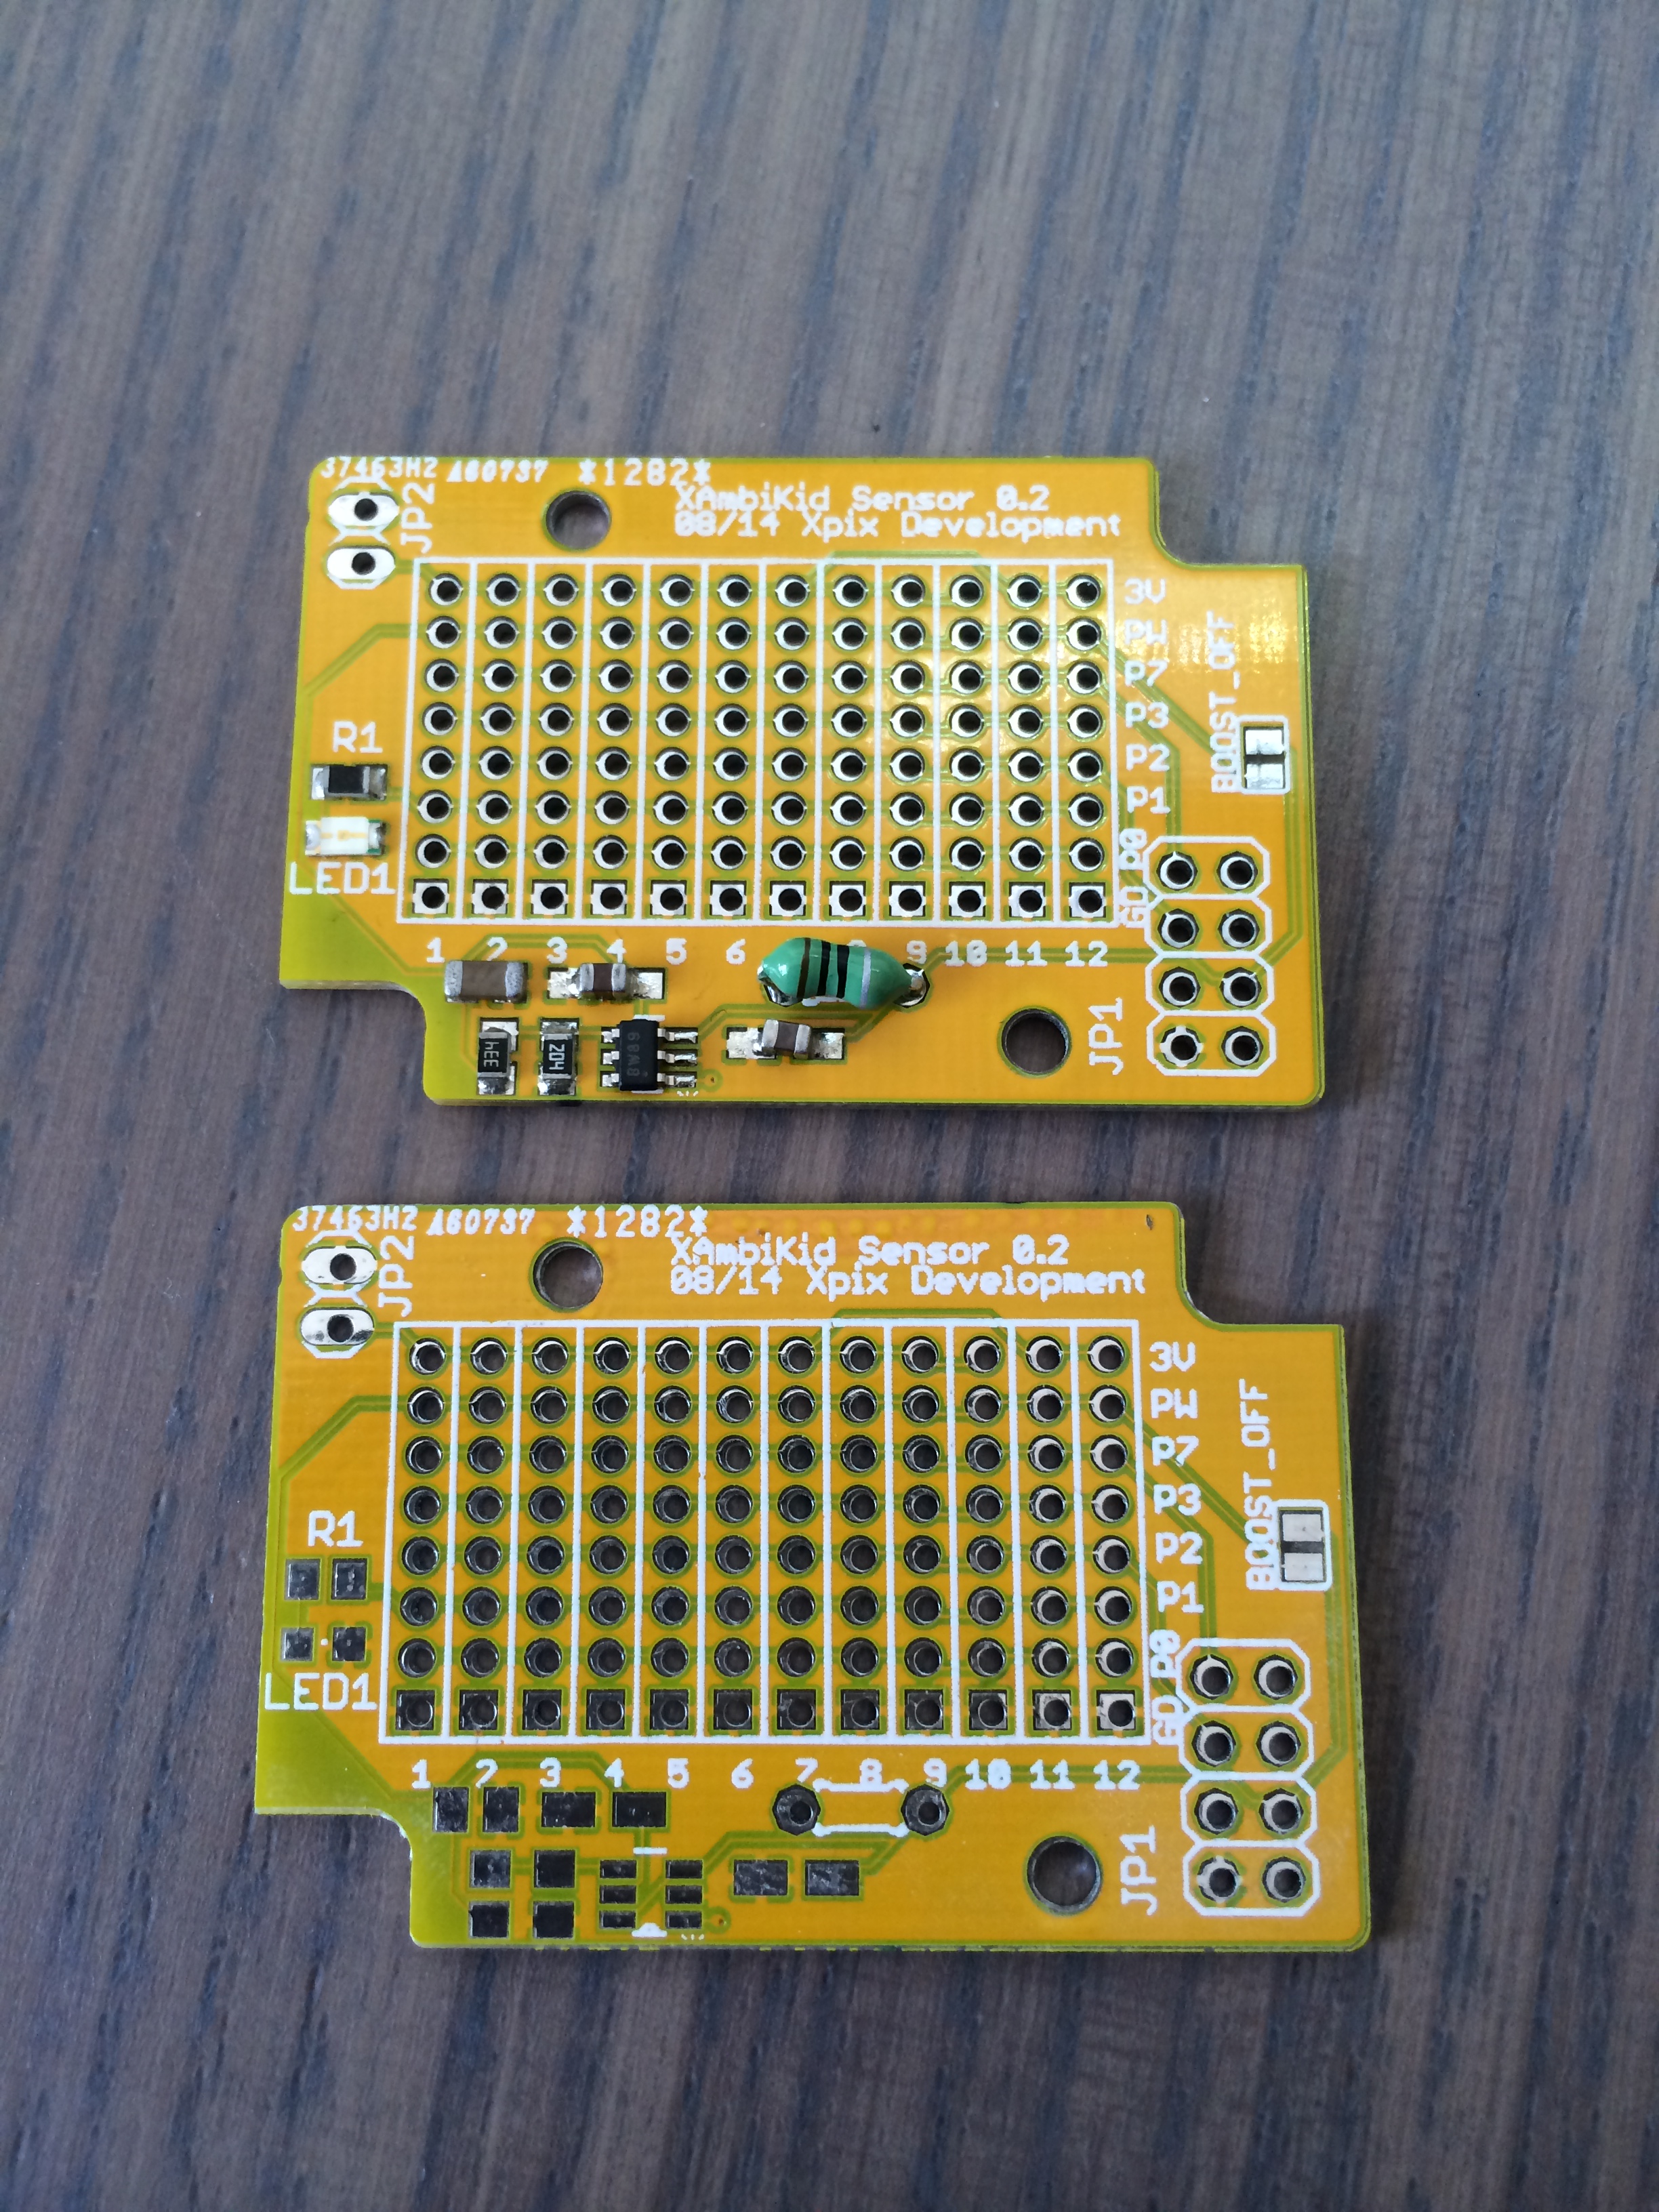 37463H2 A60737 *1282*
XAmbiKid Sensor 0.2
08/14 Xpix Development
JP2
3V
PW
P7
P3
P2
P1
P0
GD
BOOST_OFF
R1
LED1
1 2 3 4 5 6 8 9 10 11 12
334
204
8W89
JP1
37463H2 A60737 *1282*
XAmbiKid Sensor 0.2
08/14 Xpix Development
JP2
3V
PW
P7
P3
P2
P1
P0
GD
BOOST_OFF
R1
LED1
1 2 3 4 5 6 7 8 9 10 11 12
JP1